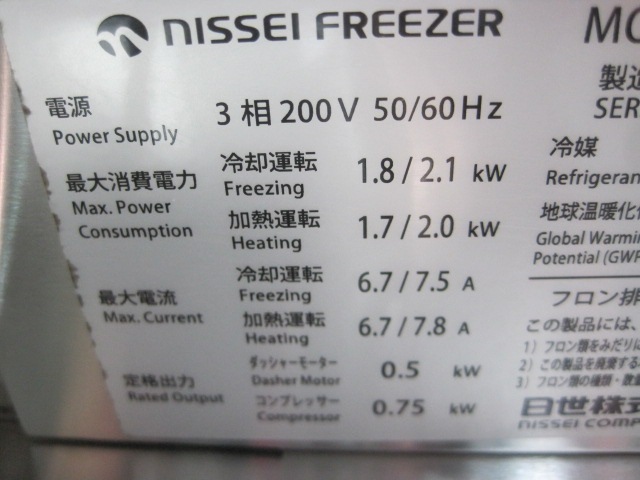 NISSEI FREEZER
電源 3相 200V 50/60Hz
Power Supply
最大消費電力 冷却運転 1.8 / 2.1 kW
Max. Power Freezing
Consumption 加熱運転 1.7 / 2.0 kW
Heating
最大電流 冷却運転 6.7 / 7.5 A
Max. Current Freezing
加熱運転 6.7 / 7.8 A
Heating
定格出力 ダッシャーモーター 0.5 kW
Rated Output Dasher Motor
コンプレッサー 0.75 kW
Compressor
MO
製造
SER
冷媒
Refrigeran
地球温暖化
Global Warmin
Potential (GWP
フロン排
この製品には、
1) フロン類をみだりに
2) この製品を廃棄する
3) フロン類の種類・数
日世株式
NISSEI COMP